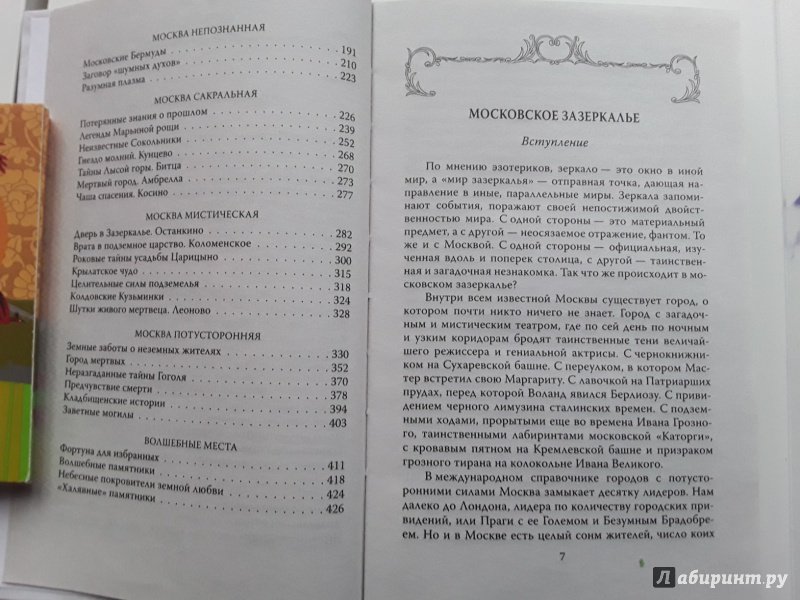 МОСКВА НЕПОЗНАННАЯ
Московские Бермуды 191
Заговор «шумных духов» 210
Разумная плазма 223
МОСКВА САКРАЛЬНАЯ
Потерянные знания о прошлом 226
Легенды Марьиной рощи 239
Неизвестные Сокольники 252
Гнездо молний. Кунцево 268
Тайны Лысой горы. Битца 270
Мертвый город. Амбрелла 273
Чаша спасения. Косино 277
МОСКВА МИСТИЧЕСКАЯ
Дверь в Зазеркалье. Останкино 282
Врата в подземное царство. Коломенское 292
Роковые тайны усадьбы Царицыно 300
Крылатское чудо 315
Целительные силы подземелья 318
Колдовские Кузьминки 324
Шутки живого мертвеца. Леоново 328
МОСКВА ПОТУСТОРОННЯЯ
Земные заботы о неземных жителях 330
Город мертвых 352
Неразгаданные тайны Гоголя 370
Предчувствие смерти 378
Кладбищенские истории 394
Заветные могилы 403
ВОЛШЕБНЫЕ МЕСТА
Фортуна для избранных 411
Волшебные памятники 418
Небесные покровители земной любви 424
«Халявные» памятники 426
МОСКОВСКОЕ ЗАЗЕРКАЛЬЕ
Вступление
По мнению эзотериков, зеркало — это окно в иной
мир, а «мир зазеркалья» — отправная точка, дающая на-
правление в иные, параллельные миры. Зеркала запоми-
нают события, поражают своей непостижимой двойст-
венностью мира. С одной стороны — это материальный
предмет, а с другой — неосязаемое отражение, фантом. То
же и с Москвой. С одной стороны — официальная, изучен-
ная вдоль и поперек столица, с другой — таинственная
и загадочная незнакомка. Так что же происходит в мо-
сковском зазеркалье?
Внутри всем известной Москвы существует город, о
котором почти никто ничего не знает. Город с загадоч-
ным и мистическим театром, где по сей день по ночным
и узким коридорам бродят таинственные тени величай-
шего режиссера и гениальной актрисы. С чернокнижни-
ком на Сухаревской башне. С переулком, в котором Мас-
тер встретил свою Маргариту. С лавочкой на Патриарших
прудах, перед которой Воланд явился Берлиозу. С приви-
дением черного лимузина сталинских времен. С подзем-
ными ходами, прорытыми еще во времена Ивана Грозно-
го, таинственными лабиринтами московской «Каторги»,
с кровавым пятном на Кремлевской башне и призраком
грозного тирана на колокольне Ивана Великого.
В международном справочнике городов с потусто-
ронними силами Москва замыкает десятку лидеров. Нам
далеко до Лондона, лидера по количеству городских при-
видений, или Праги с ее Големом и Безумным Брадобре-
ем. Но и в Москве есть целый сонм жителей, число коих
7
Лабиринт.ру